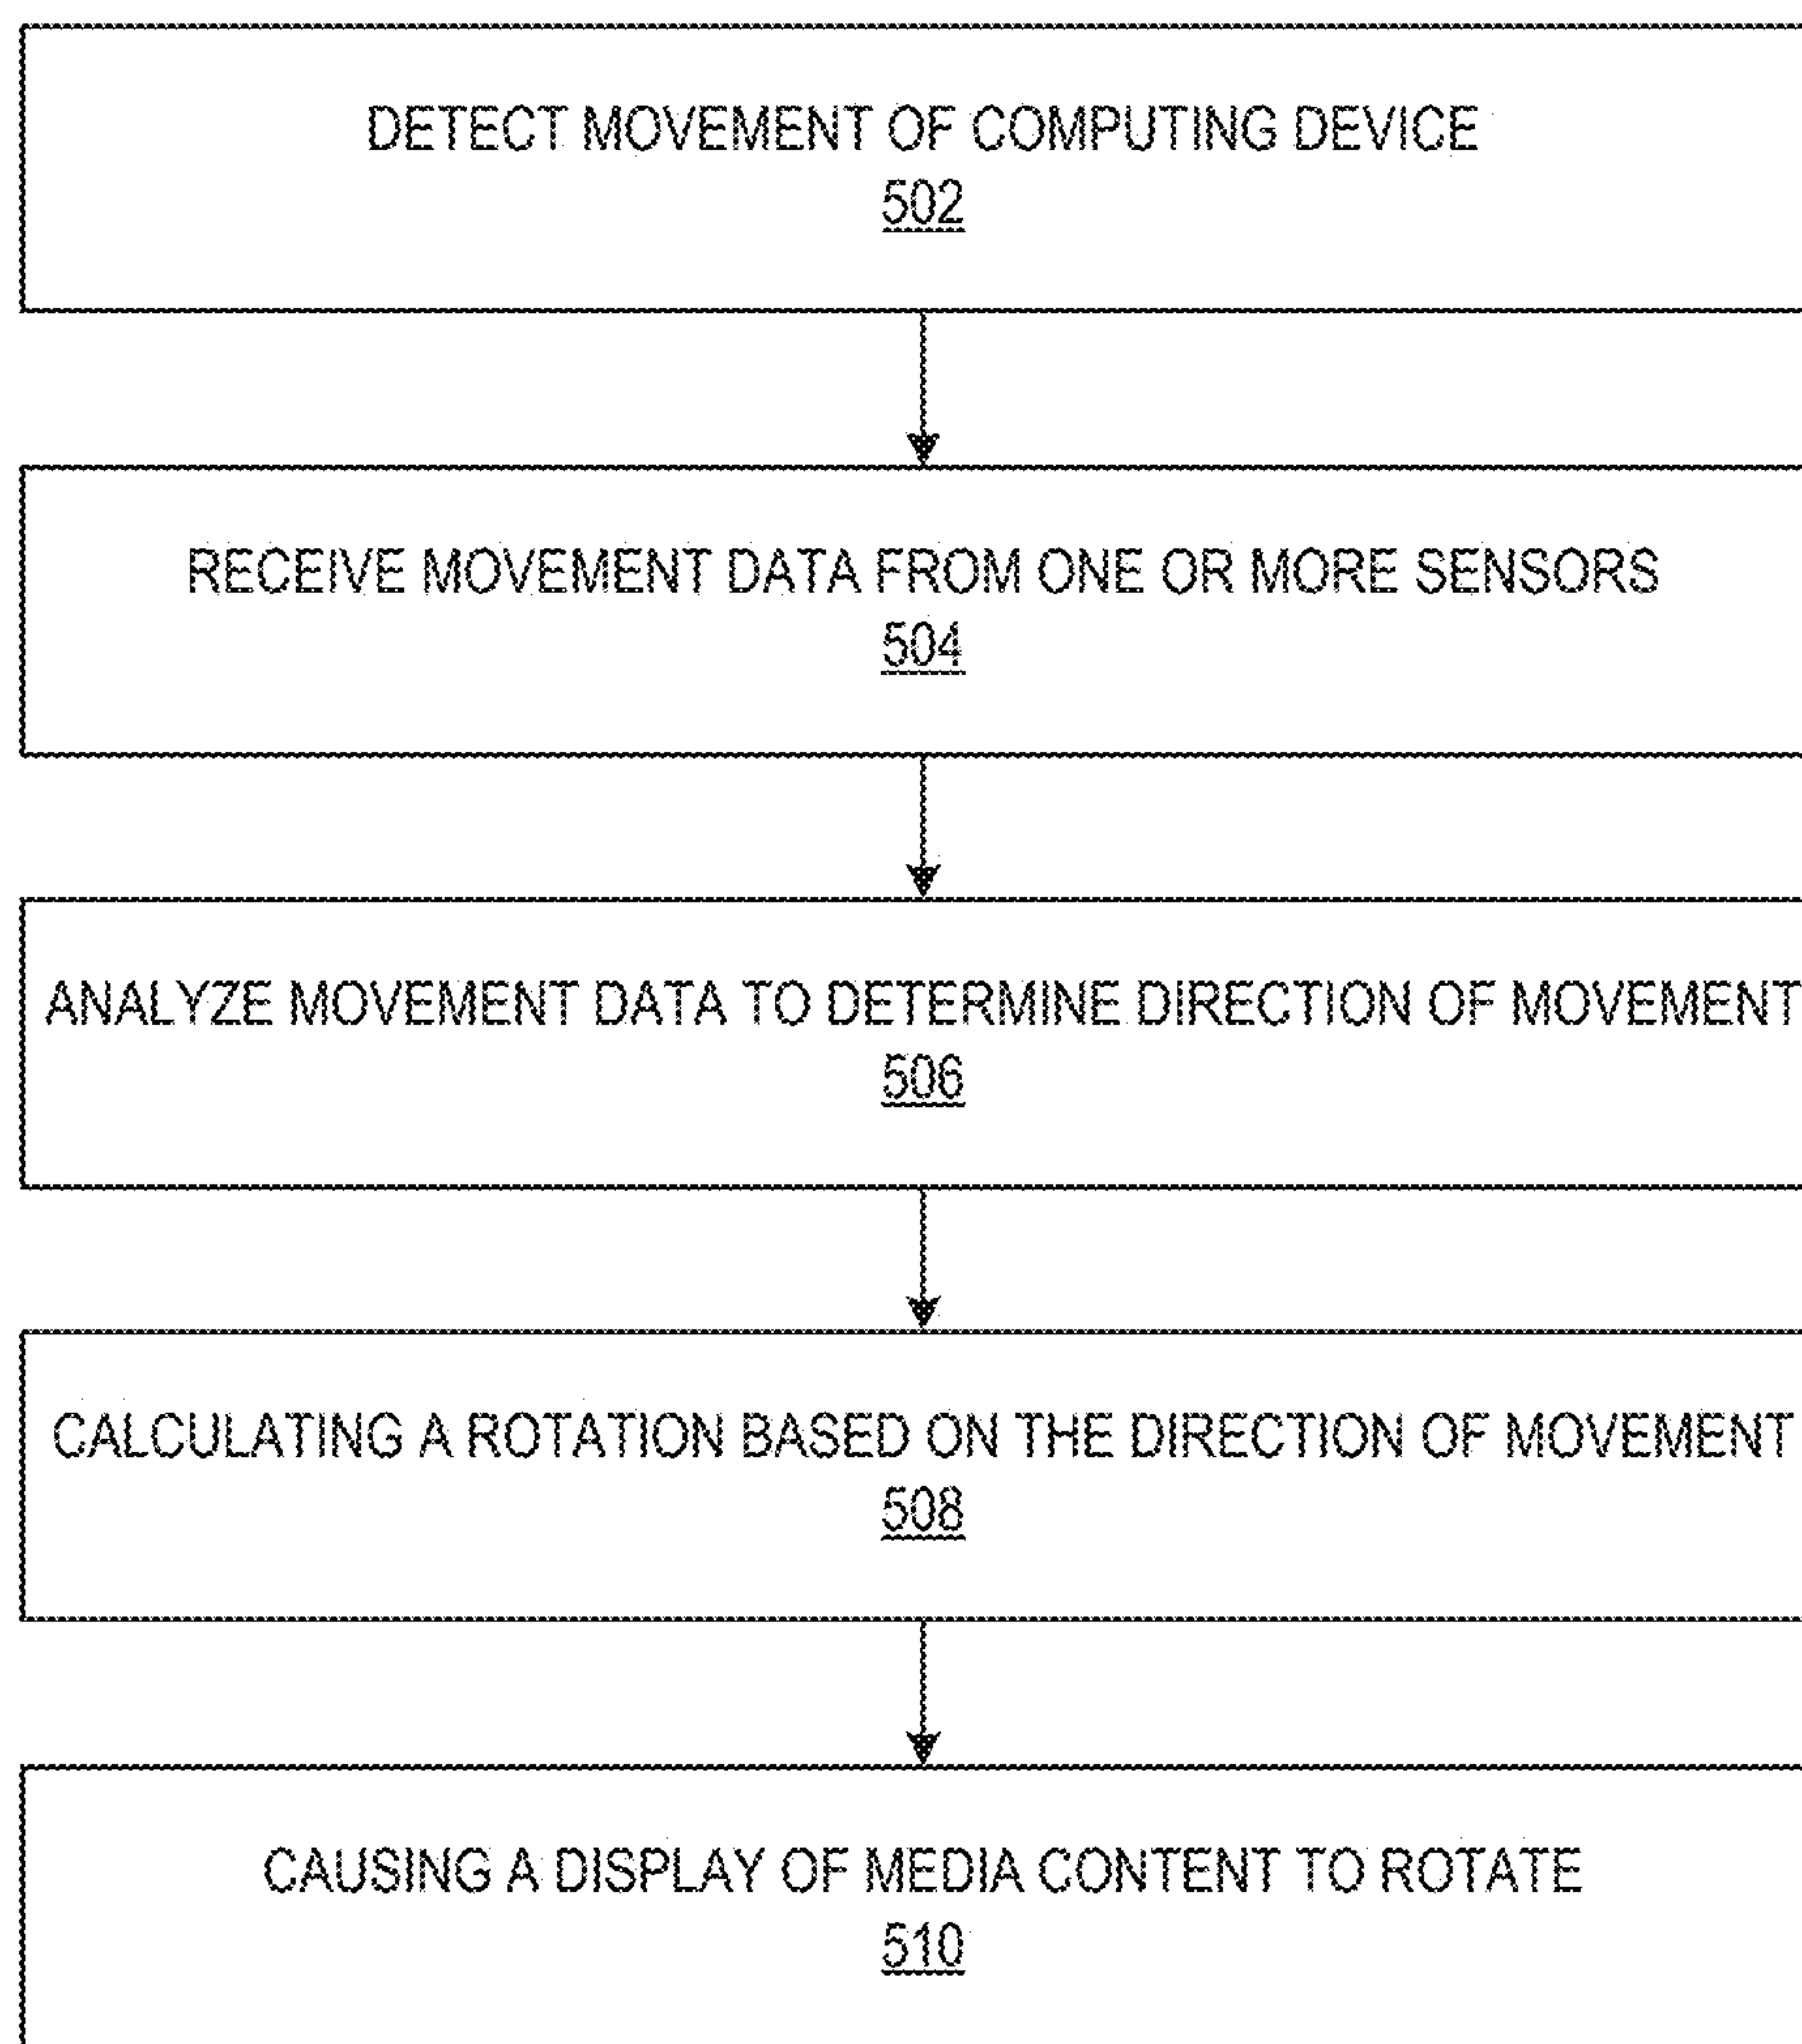 DETECT MOVEMENT OF COMPUTING DEVICE
502
RECEIVE MOVEMENT DATA FROM ONE OR MORE SENSORS
504
ANALYZE MOVEMENT DATA TO DETERMINE DIRECTION OF MOVEMENT
506
CALCULATING A ROTATION BASED ON THE DIRECTION OF MOVEMENT
508
CAUSING A DISPLAY OF MEDIA CONTENT TO ROTATE
510